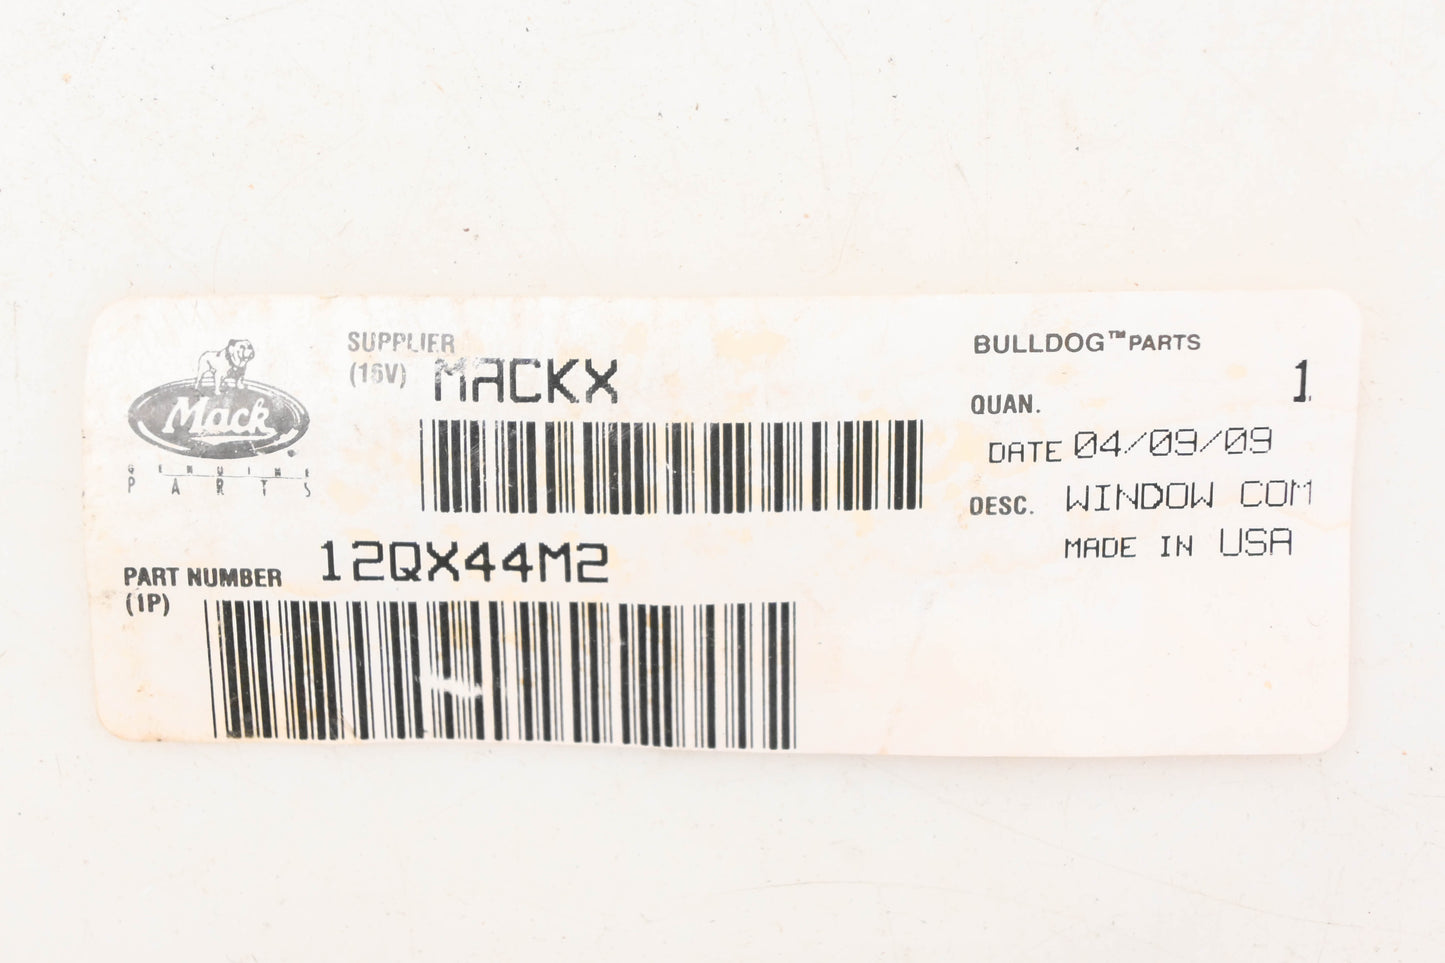 Mack
GENUINE
PARTS
SUPPLIER
(16V) MACKX
PART NUMBER 12QX44M2
(1P)
BULLDOG™ PARTS
QUAN. 1
DATE 04/09/09
DESC. WINDOW COM
MADE IN USA